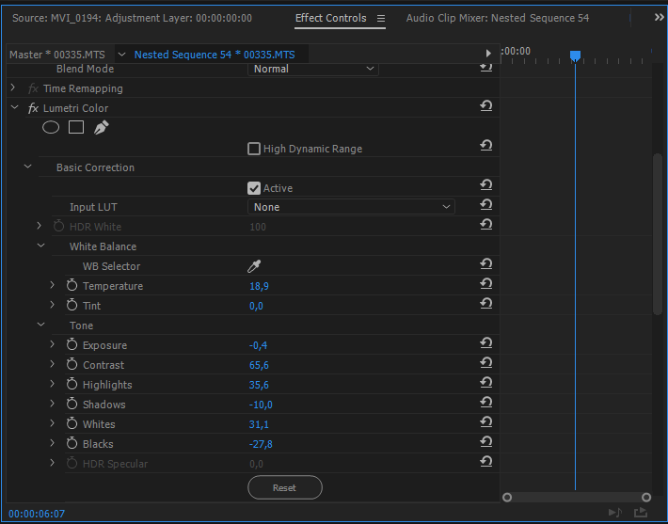 Source: MVI_0194: Adjustment Layer: 00:00:00:00 Effect Controls Audio Clip Mixer: Nested Sequence 54
Master * 00335.MTS Nested Sequence 54 * 00335.MTS :00:00
Blend Mode Normal
fx Time Remapping
fx Lumetri Color
High Dynamic Range
Basic Correction
Active
Input LUT None
HDR White 100
White Balance
WB Selector
Temperature 18,9
Tint 0,0
Tone
Exposure -0,4
Contrast 65,6
Highlights 35,6
Shadows -10,0
Whites 31,1
Blacks -27,8
HDR Specular 0,0
Reset
00:00:06:07